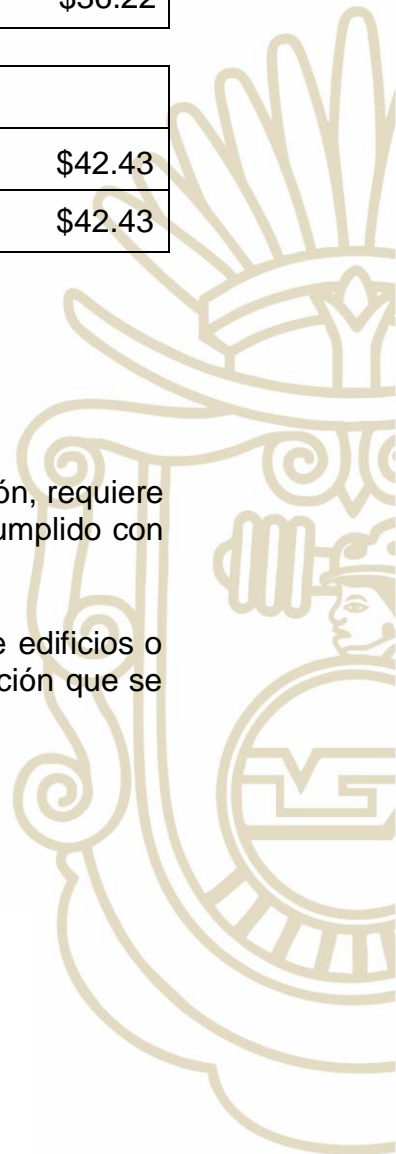 $42.43
$42.43
ón, requiere
umplido con
e edificios o
ción que se